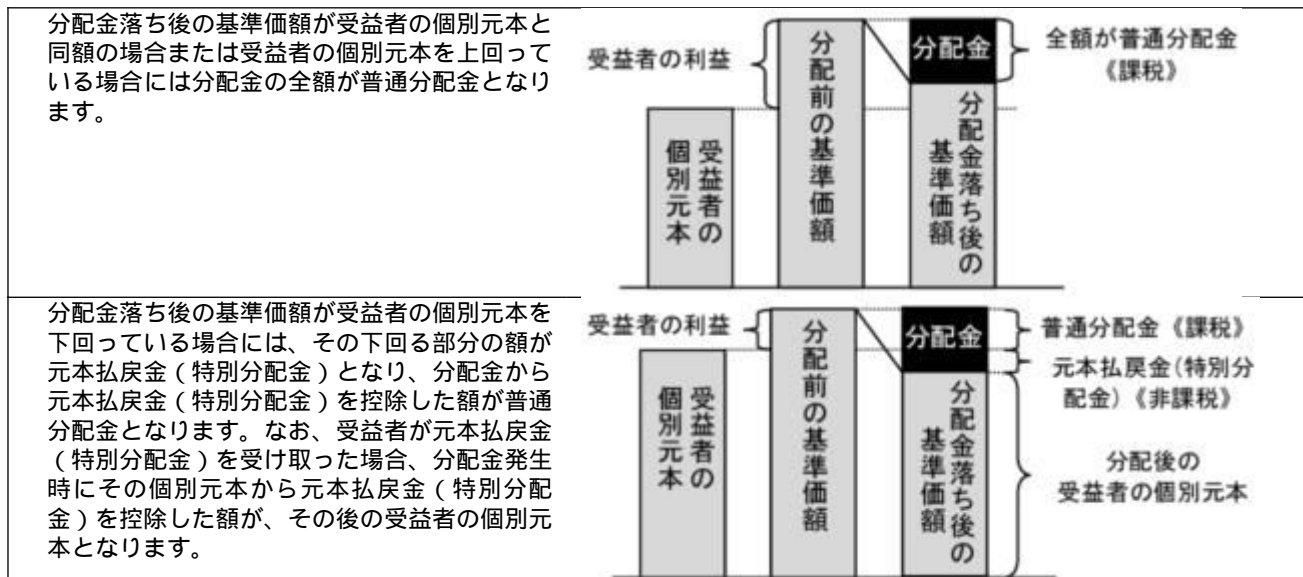 分配金落ち後の基準価額が受益者の個別元本と
同額の場合または受益者の個別元本を上回って
いる場合には分配金の全額が普通分配金となり
ます。
受益者の利益
受益者の
個別元本
分配前の基準価額
分配金
分配金落ち後の
基準価額
全額が普通分配金
《課税》
分配金落ち後の基準価額が受益者の個別元本を
下回っている場合には、その下回る部分の額が
元本払戻金(特別分配金)となり、分配金から
元本払戻金(特別分配金)を控除した額が普通
分配金となります。なお、受益者が元本払戻金
(特別分配金)を受け取った場合、分配金発生
時にその個別元本から元本払戻金(特別分配
金)を控除した額が、その後の受益者の個別元
本となります。
受益者の利益
受益者の
個別元本
分配前の基準価額
分配金
分配金落ち後の
基準価額
普通分配金《課税》
元本払戻金(特別分
配金)《非課税》
分配後の
受益者の個別元本